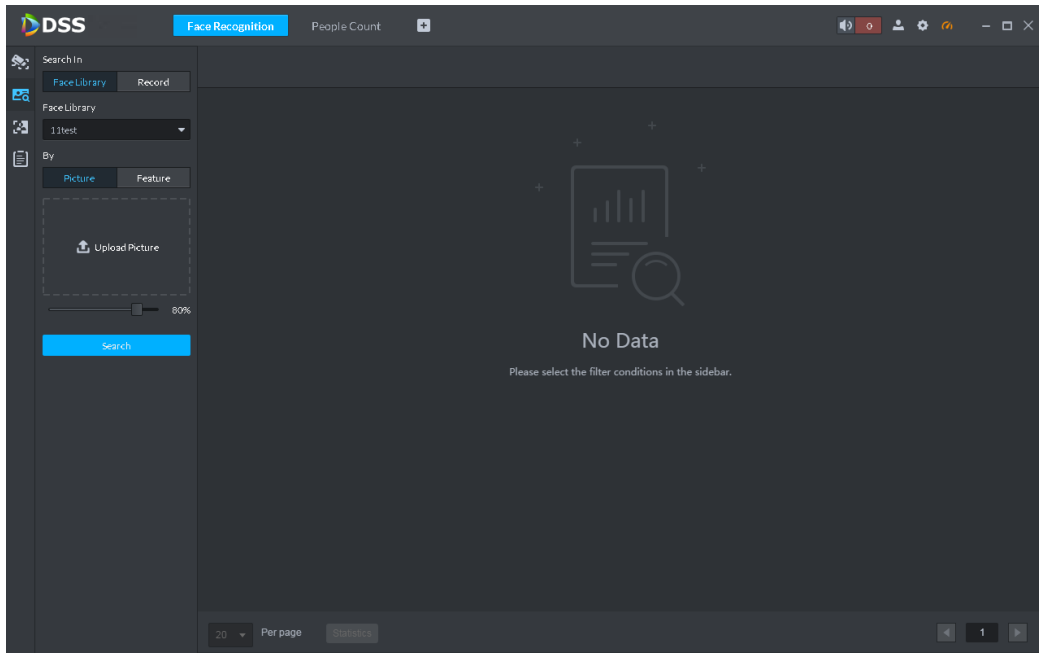 DSS
Face Recognition
People Count
0
Search In
Face Library
Record
Face Library
11test
By
Picture
Feature
Upload Picture
80%
Search
No Data
Please select the filter conditions in the sidebar.
20
Per page
Statistics
1